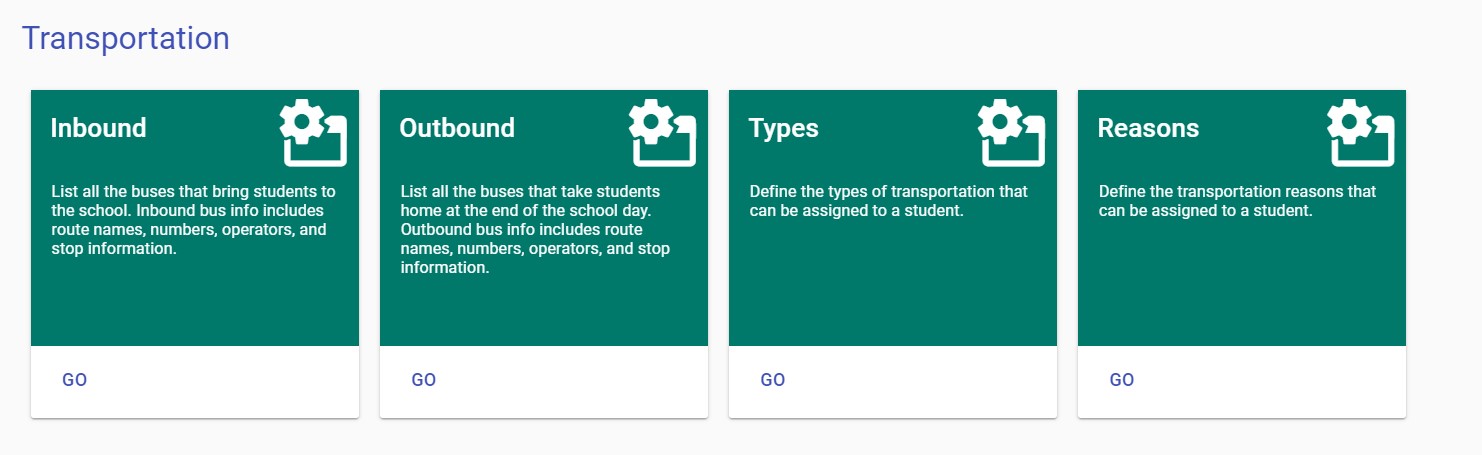 Transportation
Inbound
List all the buses that bring students to
the school. Inbound bus info includes
route names, numbers, operators, and
stop information.
GO
Outbound
List all the buses that take students
home at the end of the school day.
Outbound bus info includes route
names, numbers, operators, and stop
information.
GO
Types
Define the types of transportation that
can be assigned to a student.
GO
Reasons
Define the transportation reasons that
can be assigned to a student.
GO